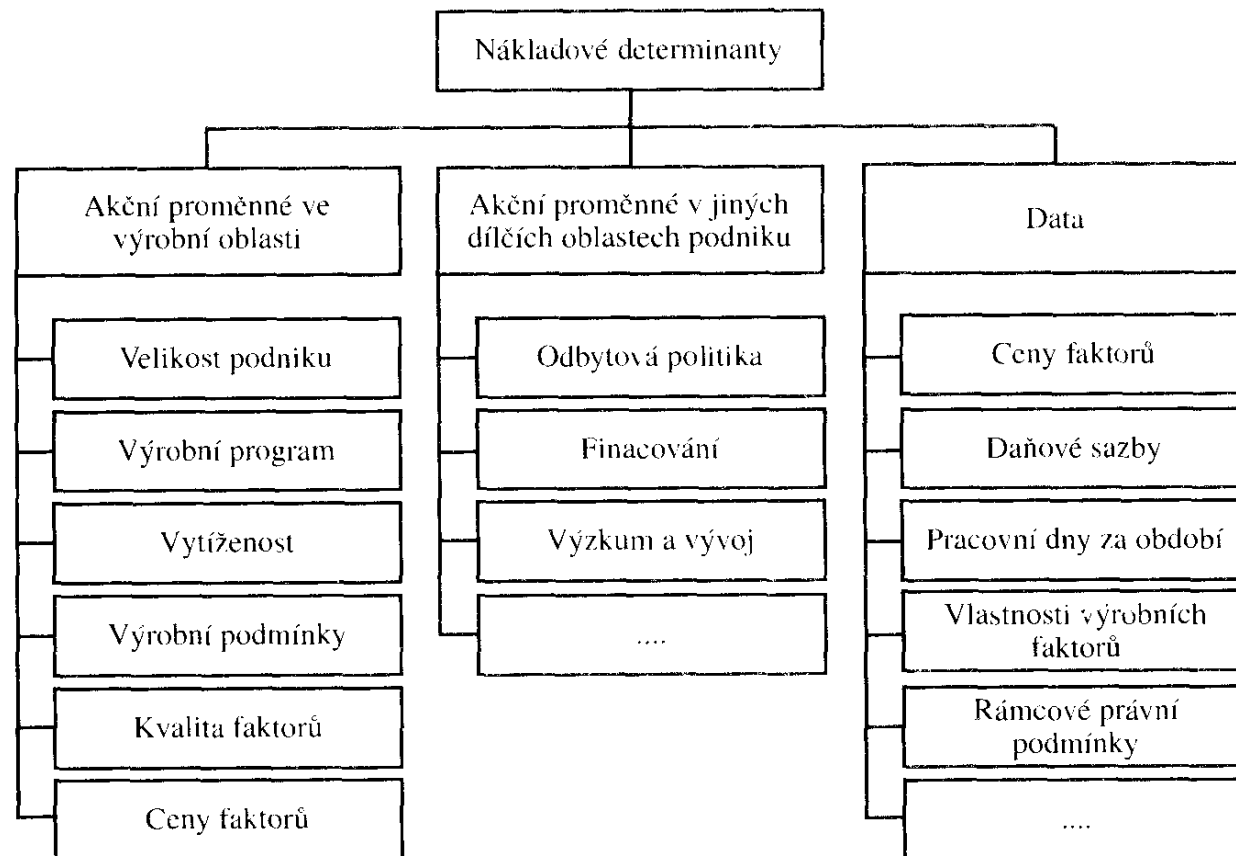 Nákladové determinanty
Akční proměnné ve
výrobní oblasti
Velikost podniku
Výrobní program
Vytíženost
Výrobní podmínky
Kvalita faktorů
Ceny faktorů
Akční proměnné v jiných
dílčích oblastech podniku
Odbytová politika
Finacování
Výzkum a vývoj
....
Data
Ceny faktorů
Daňové sazby
Pracovní dny za období
Vlastnosti výrobních
faktorů
Rámcové právní
podmínky
....